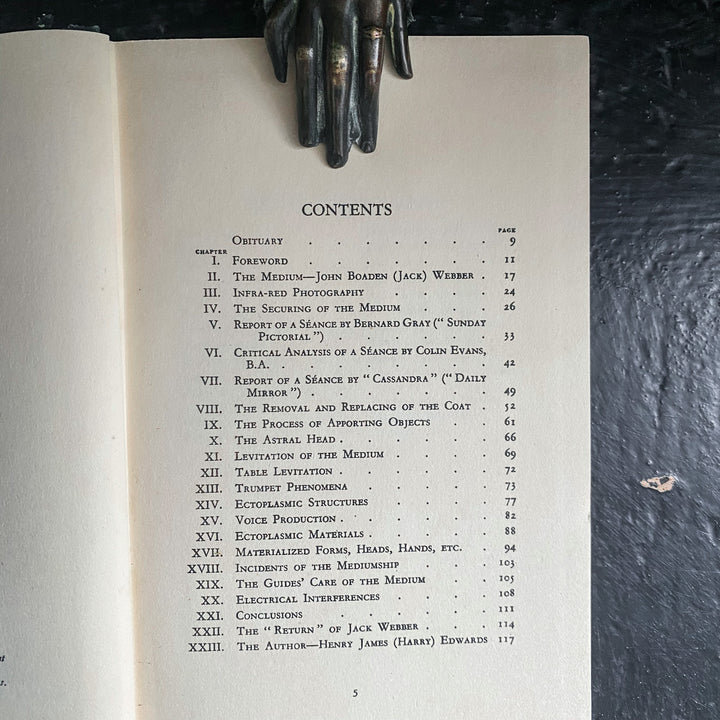 CONTENTS
PAGE
OBITUARY . . . . . . . 9
CHAPTER
I. FOREWORD . . . . . . . 11
II. THE MEDIUM—JOHN BOADEN (JACK) WEBBER . 17
III. INFRA-RED PHOTOGRAPHY . . . . 24
IV. THE SECURING OF THE MEDIUM . . . 26
V. REPORT OF A SÉANCE BY BERNARD GRAY (“ SUNDAY
PICTORIAL ”) . . . . . . 33
VI. CRITICAL ANALYSIS OF A SÉANCE BY COLIN EVANS,
B.A. . . . . . . . . 42
VII. REPORT OF A SÉANCE BY “ CASSANDRA ” (“ DAILY
MIRROR ”) . . . . . . . 49
VIII. THE REMOVAL AND REPLACING OF THE COAT . 52
IX. THE PROCESS OF APPORTING OBJECTS . . 61
X. THE ASTRAL HEAD . . . . . . 66
XI. LEVITATION OF THE MEDIUM . . . . 69
XII. TABLE LEVITATION . . . . . . 72
XIII. TRUMPET PHENOMENA . . . . . 73
XIV. ECTOPLASMIC STRUCTURES . . . . 77
XV. VOICE PRODUCTION . . . . . . 82
XVI. ECTOPLASMIC MATERIALS . . . . . 88
XVII. MATERIALIZED FORMS, HEADS, HANDS, ETC. . 94
XVIII. INCIDENTS OF THE MEDIUMSHIP . . . 103
XIX. THE GUIDES’ CARE OF THE MEDIUM . . 105
XX. ELECTRICAL INTERFERENCES . . . . 108
XXI. CONCLUSIONS . . . . . . 111
XXII. THE “ RETURN ” OF JACK WEBBER . . . 114
XXIII. THE AUTHOR—HENRY JAMES (HARRY) EDWARDS 117
5